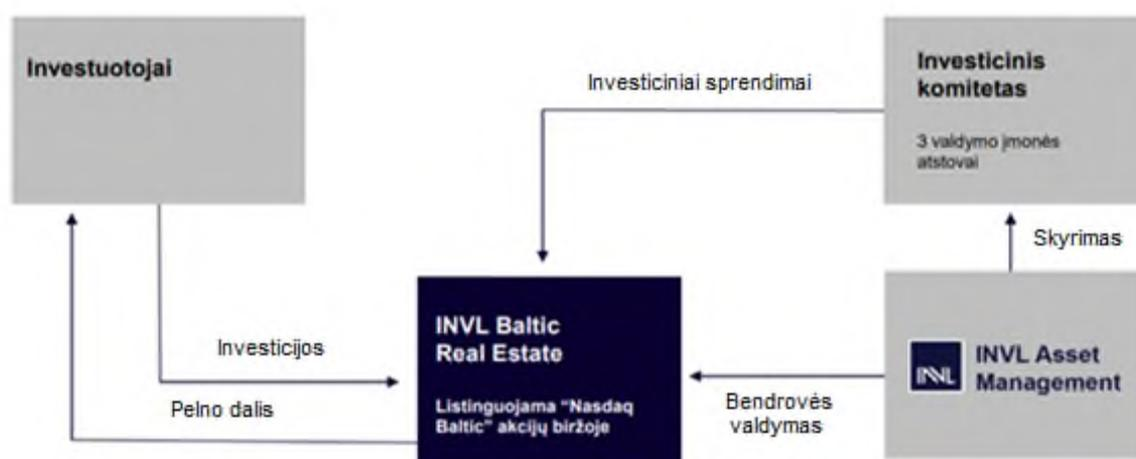 Investuotojai
Investiciniai sprendimai
Investicinis
komitetas
3 valdymo įmonės
atstovai
Skyrimas
INVL Baltic
Real Estate
Listinguojama "Nasdaq
Baltic" akcijų biržoje
Investicijos
Pelno dalis
Bendrovės
valdymas
INVL
INVL Asset
Management